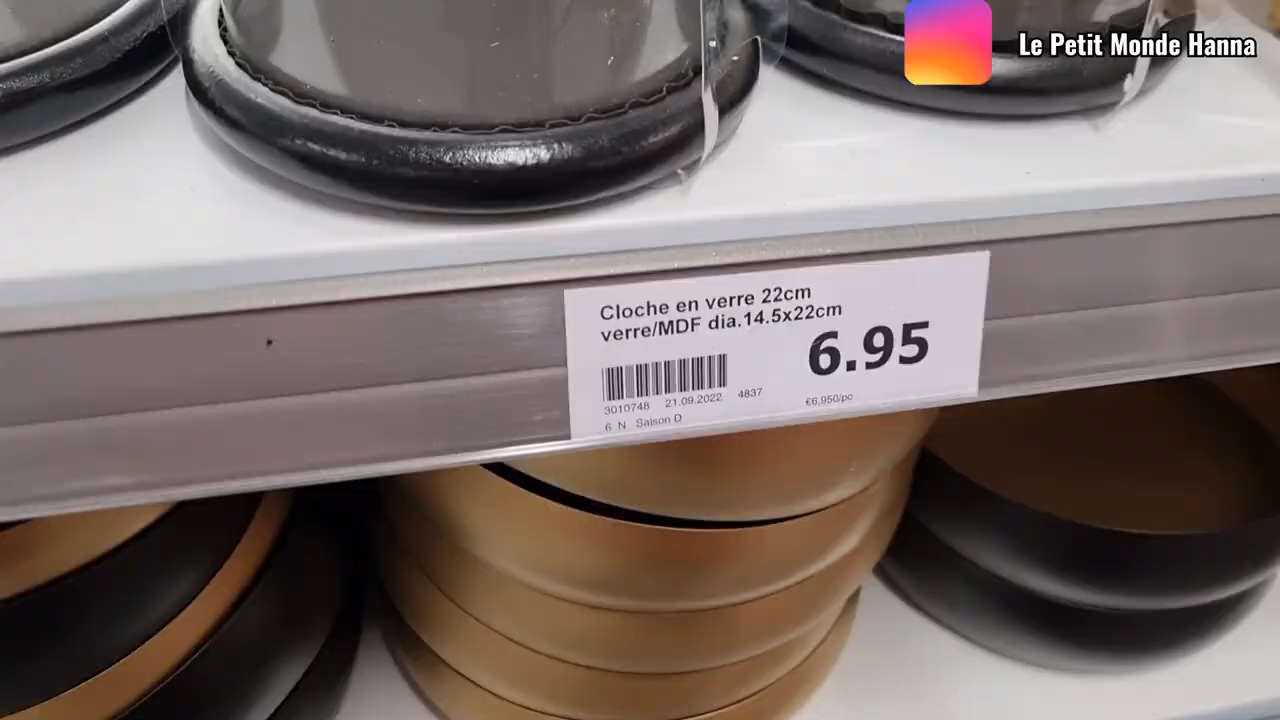 Le Petit Monde Hanna
Cloche en verre 22cm
verre/MDF dia.14.5x22cm
6.95
3010748 21.09.2022 4837
€6,950/pc
6 N Saison D